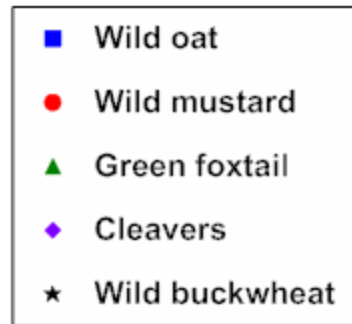 Wild oat
Wild mustard
Green foxtail
Cleavers
Wild buckwheat